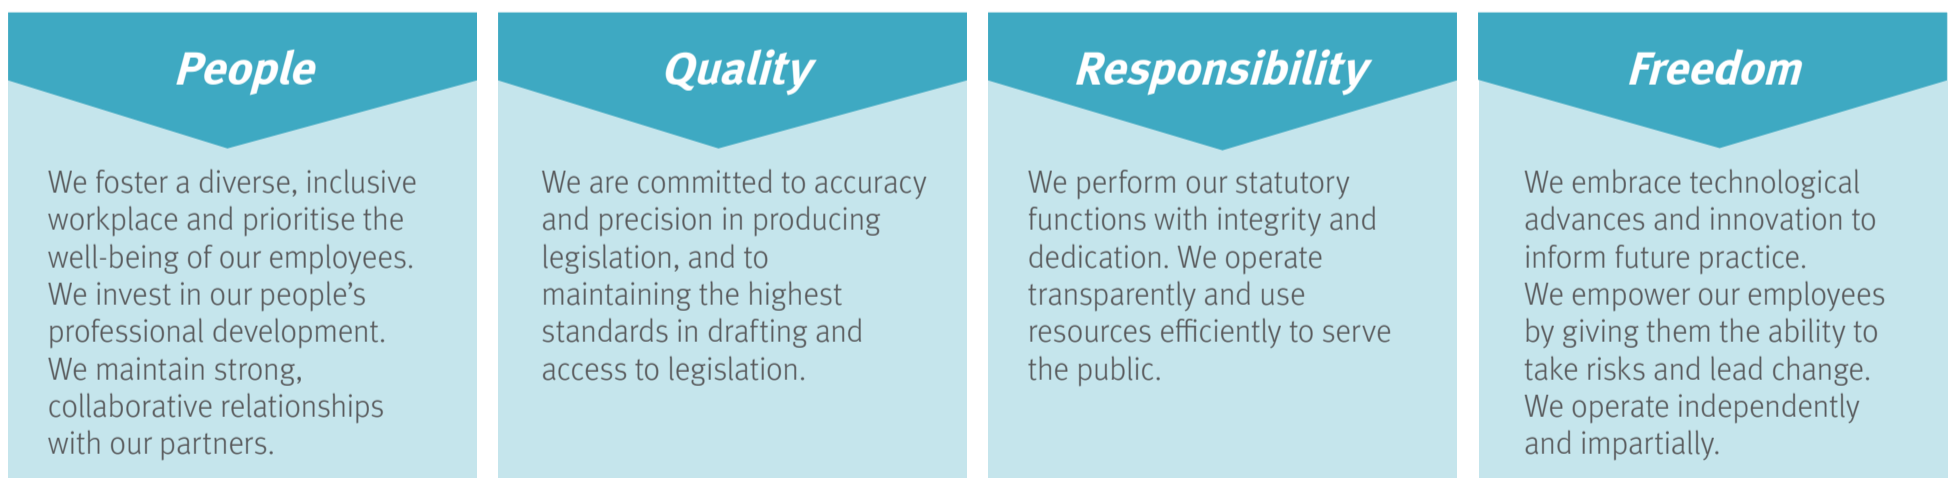 People
We foster a diverse, inclusive
workplace and prioritise the
well-being of our employees.
We invest in our people’s
professional development.
We maintain strong,
collaborative relationships
with our partners.
Quality
We are committed to accuracy
and precision in producing
legislation, and to
maintaining the highest
standards in drafting and
access to legislation.
Responsibility
We perform our statutory
functions with integrity and
dedication. We operate
transparently and use
resources efficiently to serve
the public.
Freedom
We embrace technological
advances and innovation to
inform future practice.
We empower our employees
by giving them the ability to
take risks and lead change.
We operate independently
and impartially.